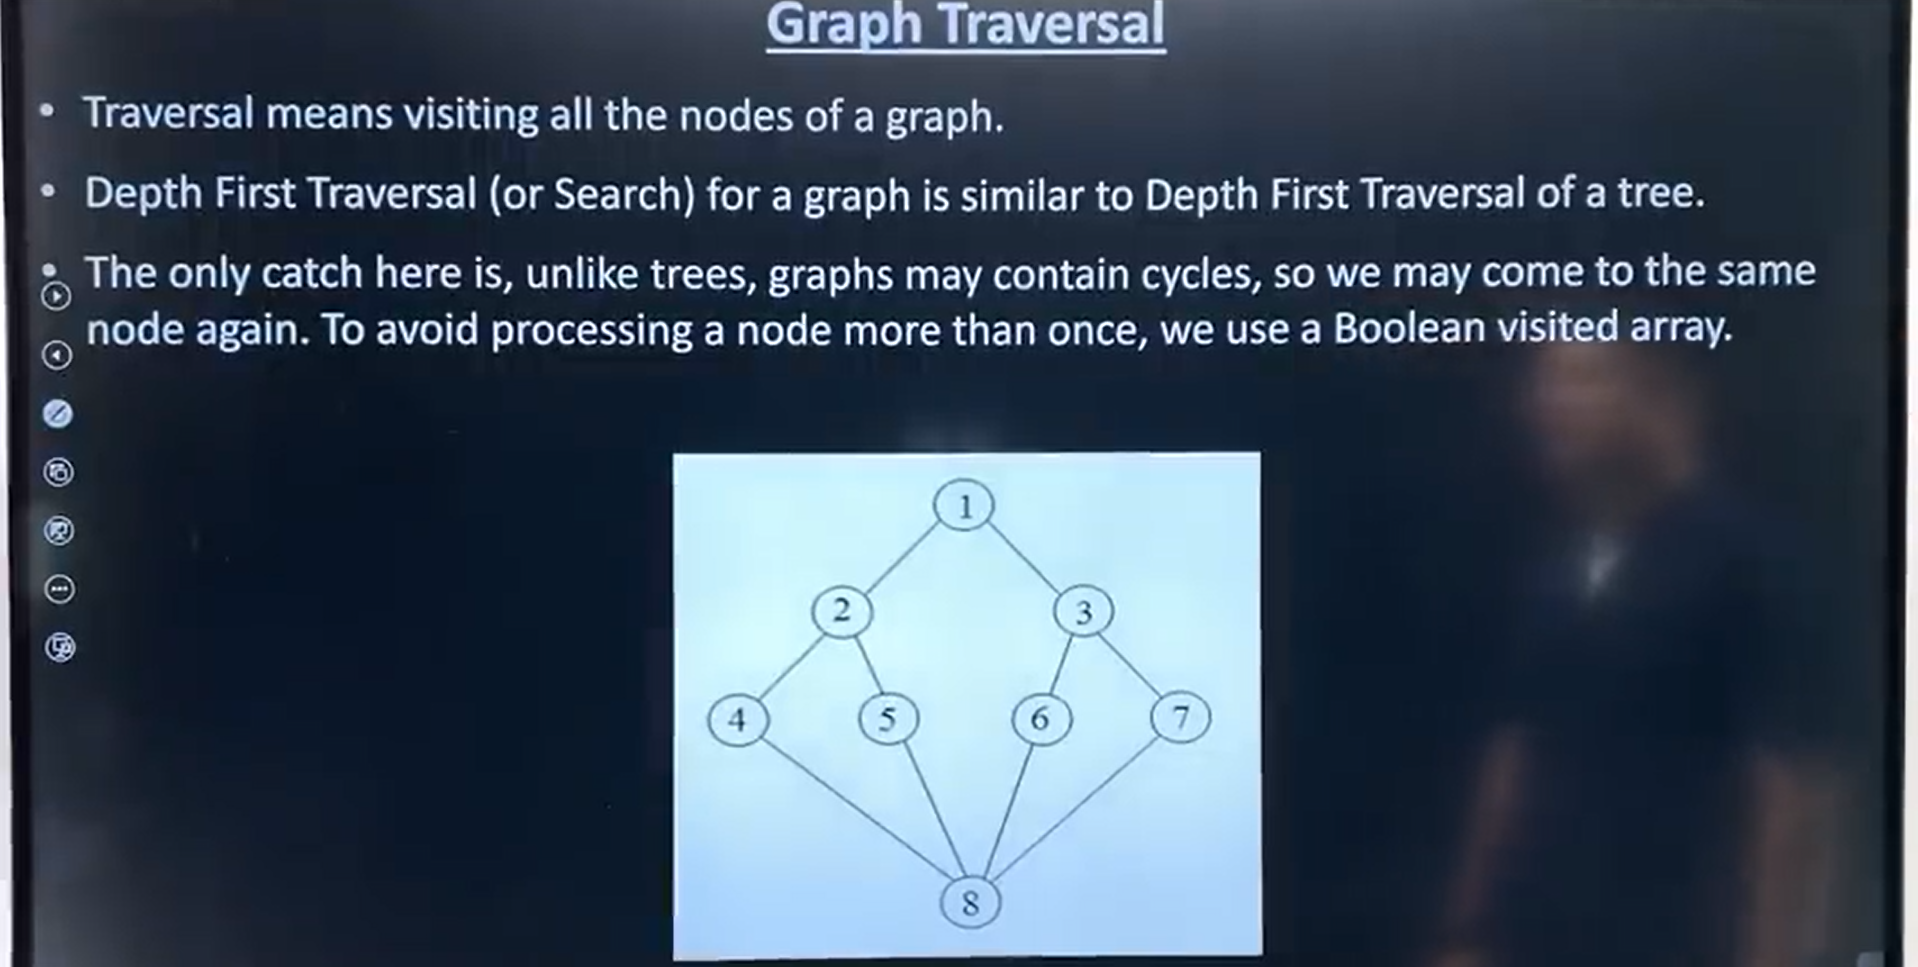 Graph Traversal
• Traversal means visiting all the nodes of a graph.
• Depth First Traversal (or Search) for a graph is similar to Depth First Traversal of a tree.
• The only catch here is, unlike trees, graphs may contain cycles, so we may come to the same
node again. To avoid processing a node more than once, we use a Boolean visited array.
1
2 3
4 5 6 7
8